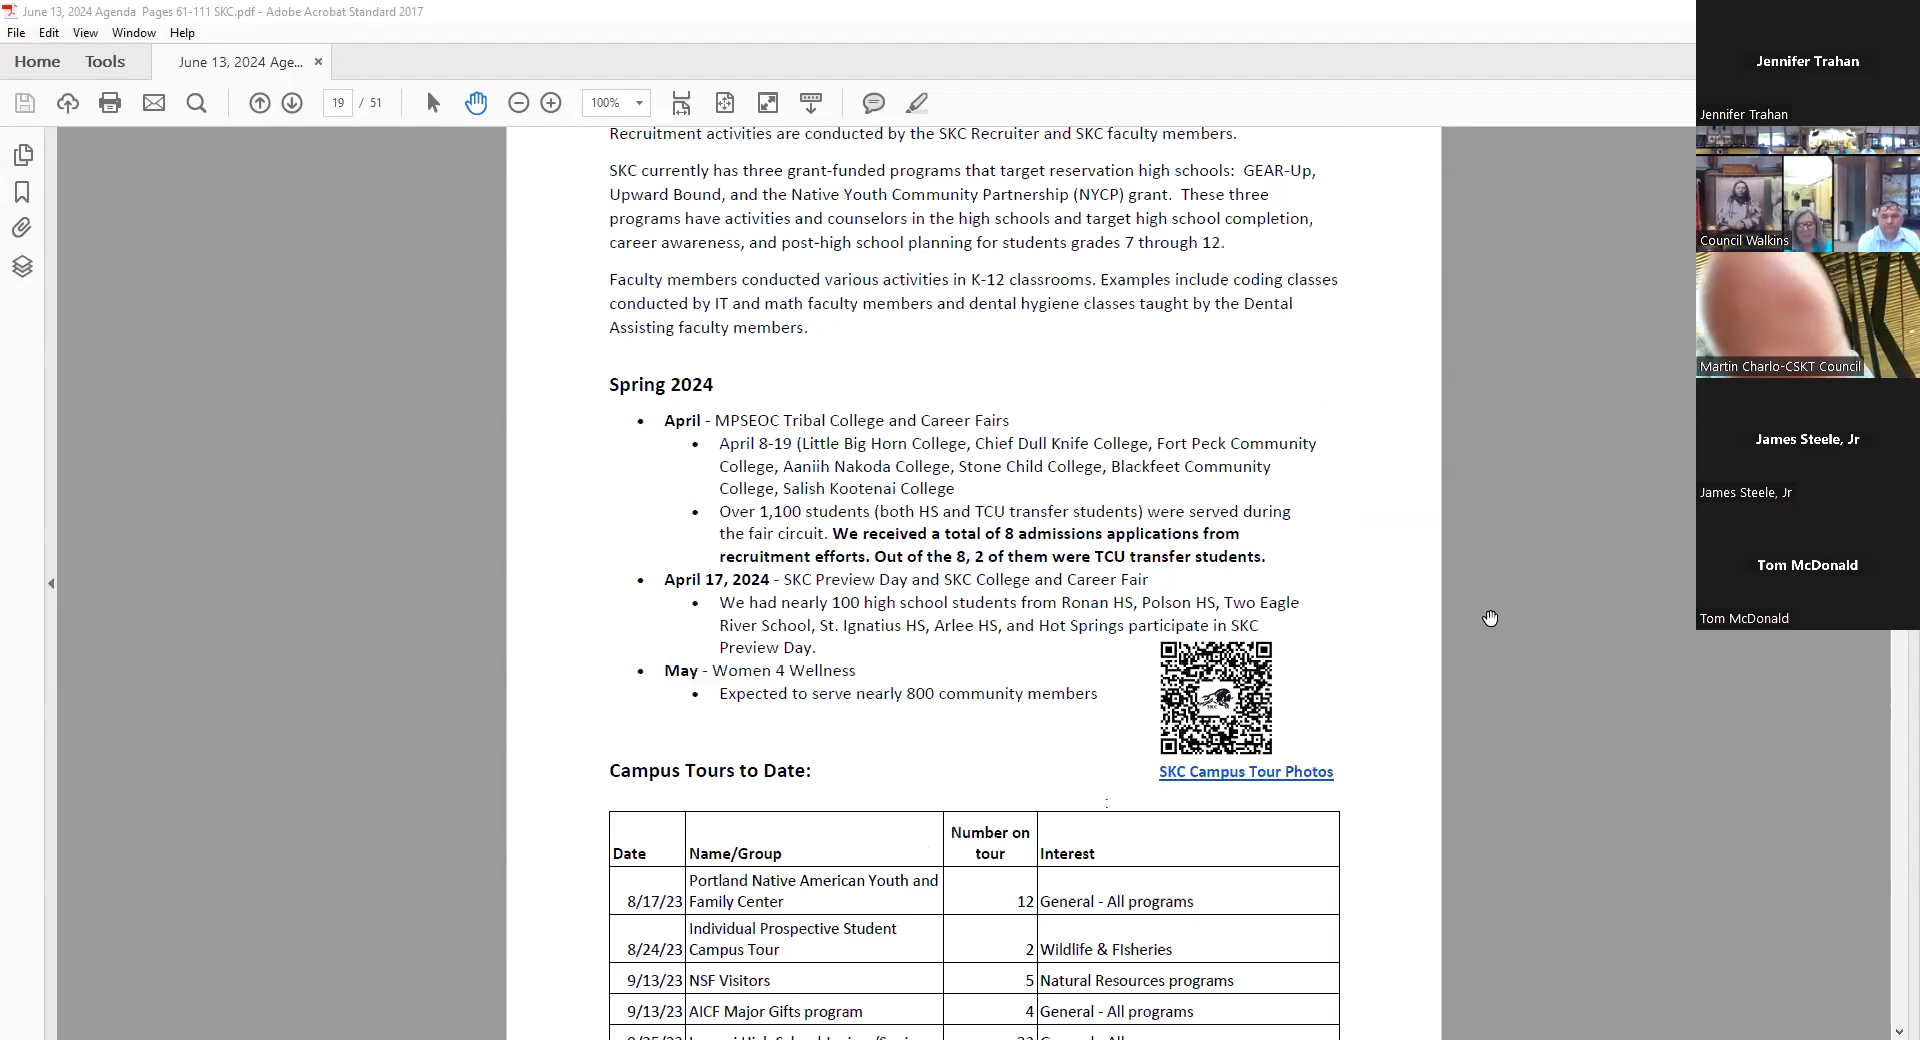 June 13, 2024 Agenda  Pages 61-111 SKC.pdf - Adobe Acrobat Standard 2017
File Edit View Window Help
Home Tools June 13, 2024 Age... ×
19 / 51 100%
Recruitment activities are conducted by the SKC Recruiter and SKC faculty members.
SKC currently has three grant-funded programs that target reservation high schools:  GEAR-Up,
Upward Bound, and the Native Youth Community Partnership (NYCP) grant.  These three
programs have activities and counselors in the high schools and target high school completion,
career awareness, and post-high school planning for students grades 7 through 12.
Faculty members conducted various activities in K-12 classrooms. Examples include coding classes
conducted by IT and math faculty members and dental hygiene classes taught by the Dental
Assisting faculty members.
Spring 2024
• April - MPSEOC Tribal College and Career Fairs
• April 8-19 (Little Big Horn College, Chief Dull Knife College, Fort Peck Community
College, Aaniih Nakoda College, Stone Child College, Blackfeet Community
College, Salish Kootenai College
• Over 1,100 students (both HS and TCU transfer students) were served during
the fair circuit. We received a total of 8 admissions applications from
recruitment efforts. Out of the 8, 2 of them were TCU transfer students.
• April 17, 2024 - SKC Preview Day and SKC College and Career Fair
• We had nearly 100 high school students from Ronan HS, Polson HS, Two Eagle
River School, St. Ignatius HS, Arlee HS, and Hot Springs participate in SKC
Preview Day.
• May - Women 4 Wellness
• Expected to serve nearly 800 community members
SKC
Campus Tours to Date:
SKC Campus Tour Photos
:
Date Name/Group Number on tour Interest
8/17/23 Portland Native American Youth and Family Center 12 General - All programs
8/24/23 Individual Prospective Student Campus Tour 2 Wildlife & FIsheries
9/13/23 NSF Visitors 5 Natural Resources programs
9/13/23 AICF Major Gifts program 4 General - All programs
Jennifer Trahan
Jennifer Trahan
Council Walkins
Martin Charlo-CSKT Council
James Steele, Jr
James Steele, Jr
Tom McDonald
Tom McDonald